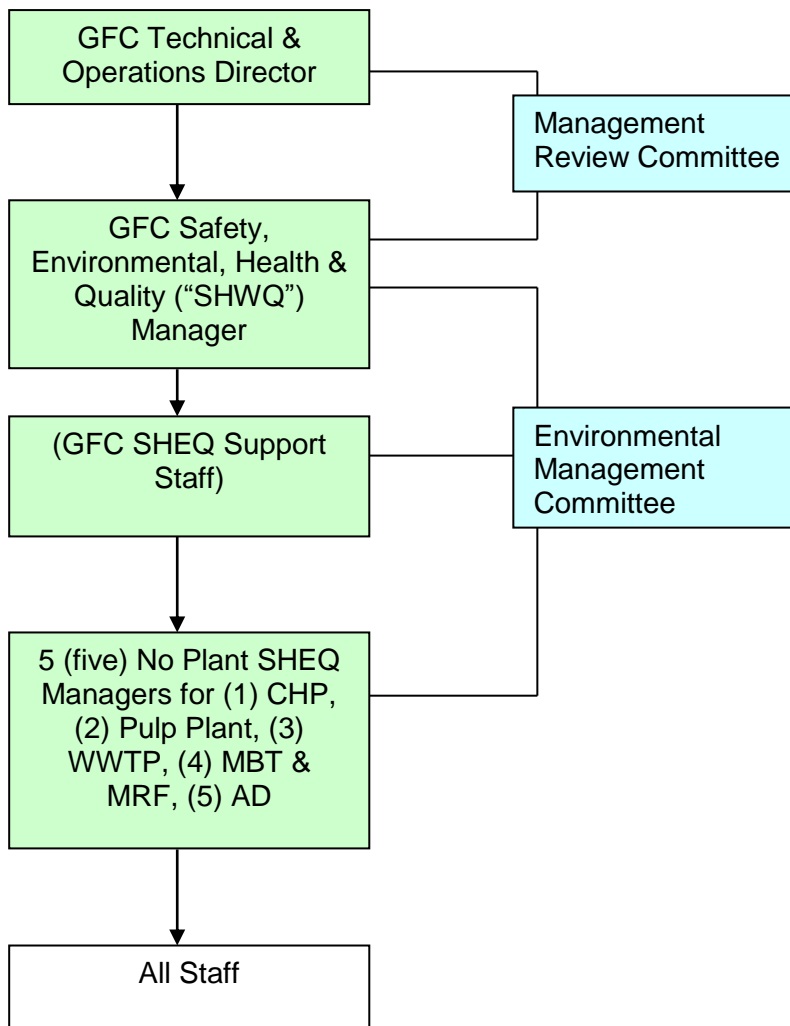 GFC Technical &
Operations Director
Management
Review Committee
GFC Safety,
Environmental, Health &
Quality (“SHWQ”)
Manager
(GFC SHEQ Support
Staff)
Environmental
Management
Committee
5 (five) No Plant SHEQ
Managers for (1) CHP,
(2) Pulp Plant, (3)
WWTP, (4) MBT &
MRF, (5) AD
All Staff